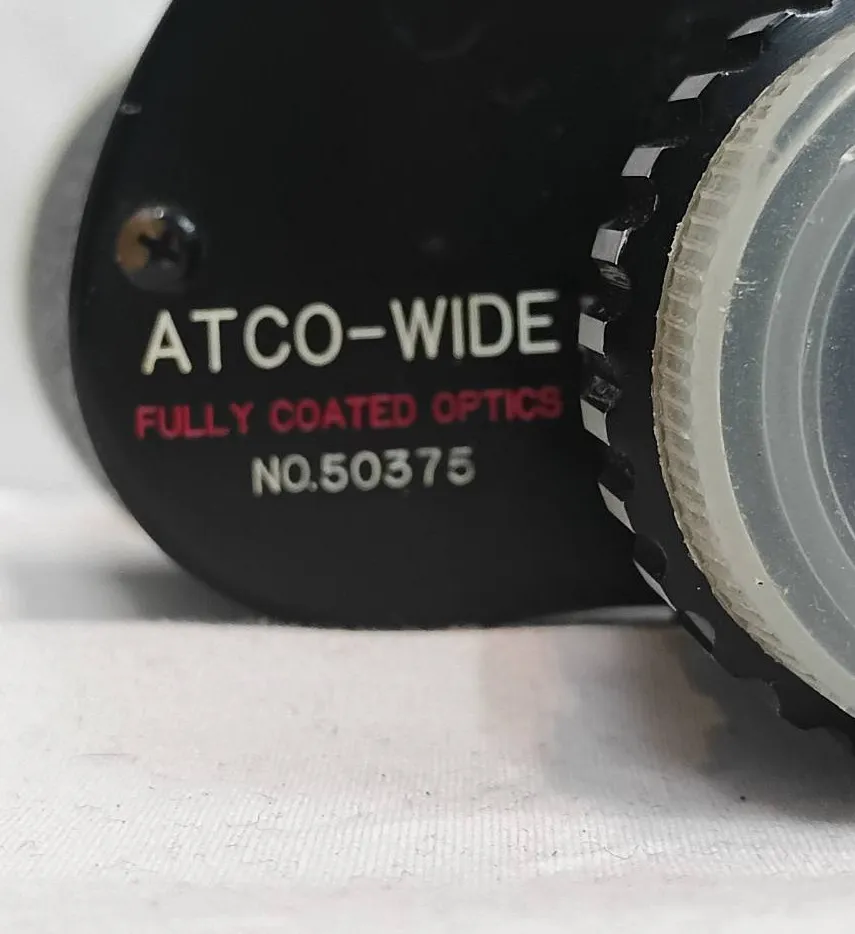 ATCO-WIDE
FULLY COATED OPTICS
NO.50375